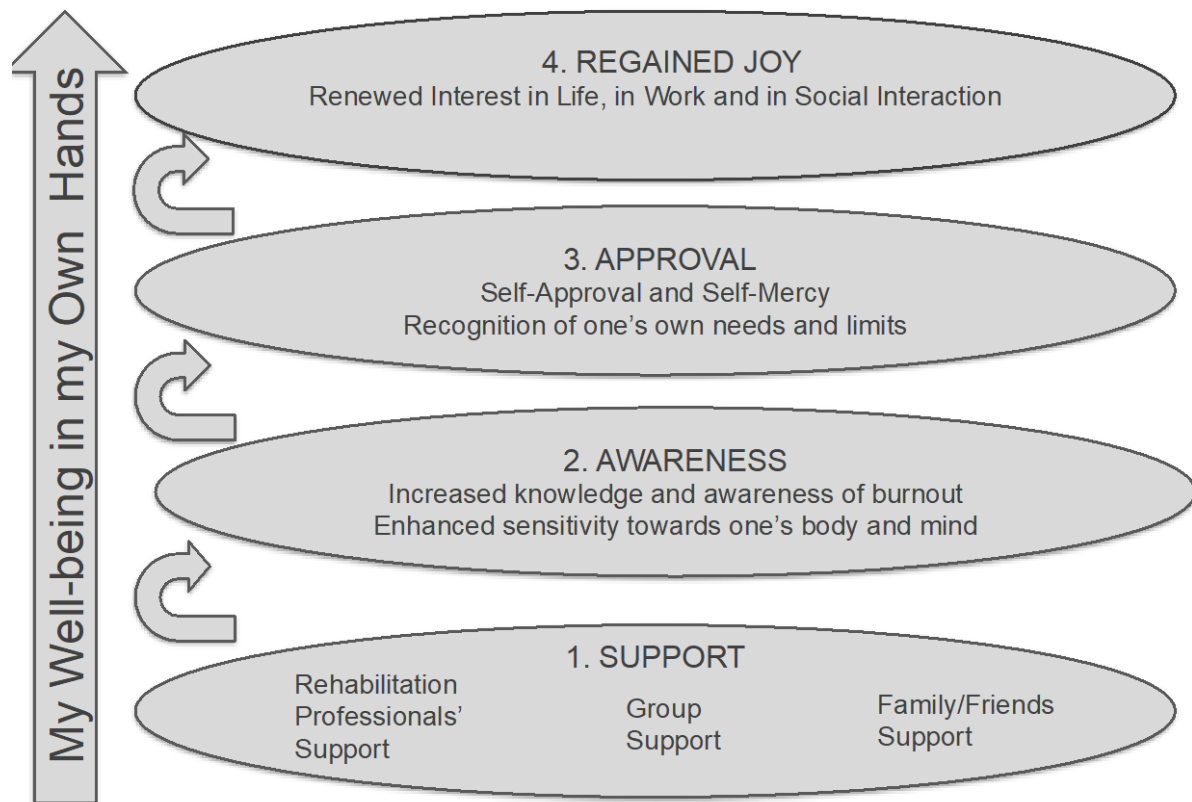 My Well-being in my Own Hands
4. REGAINED JOY
Renewed Interest in Life, in Work and in Social Interaction
3. APPROVAL
Self-Approval and Self-Mercy
Recognition of one's own needs and limits
2. AWARENESS
Increased knowledge and awareness of burnout
Enhanced sensitivity towards one's body and mind
1. SUPPORT
Rehabilitation
Professionals'
Support
Group
Support
Family/Friends
Support